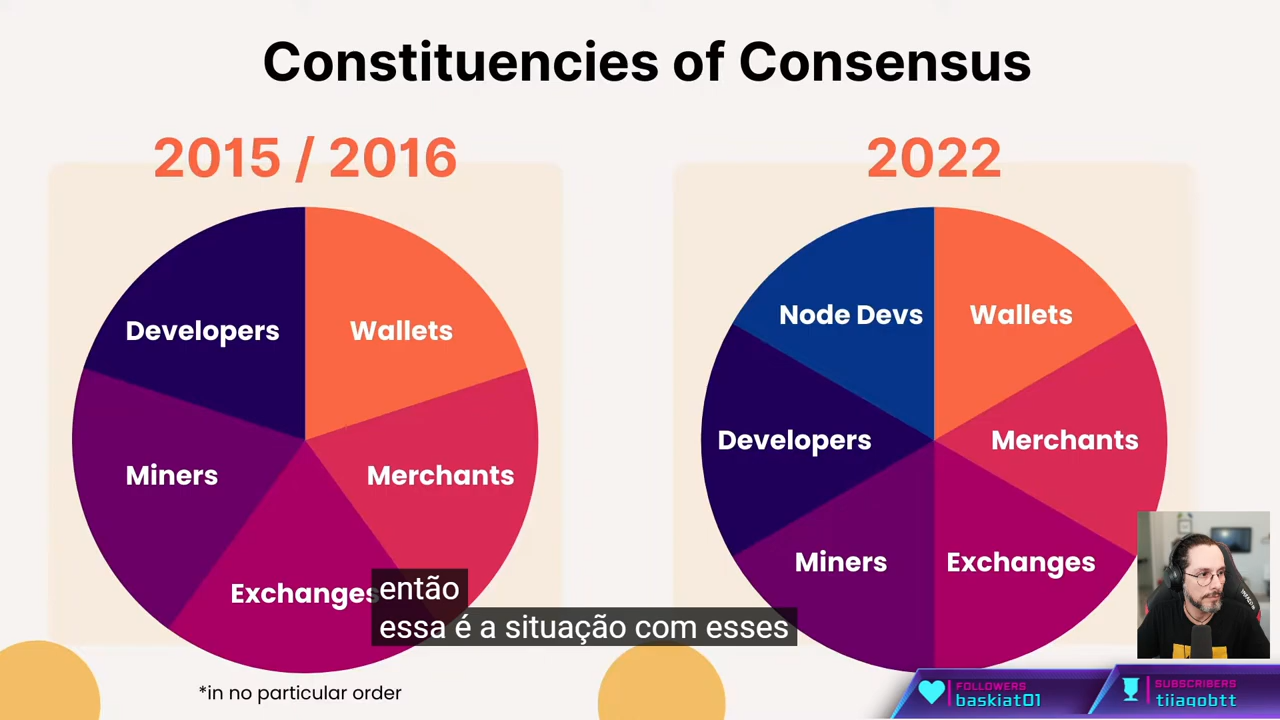 Constituencies of Consensus
2015 / 2016
Developers
Wallets
Miners
Merchants
Exchanges
*in no particular order
2022
Node Devs
Wallets
Developers
Merchants
Miners
Exchanges
então
essa é a situação com esses
FOLLOWERS
baskiat01
SUBSCRIBERS
tiiagobtt